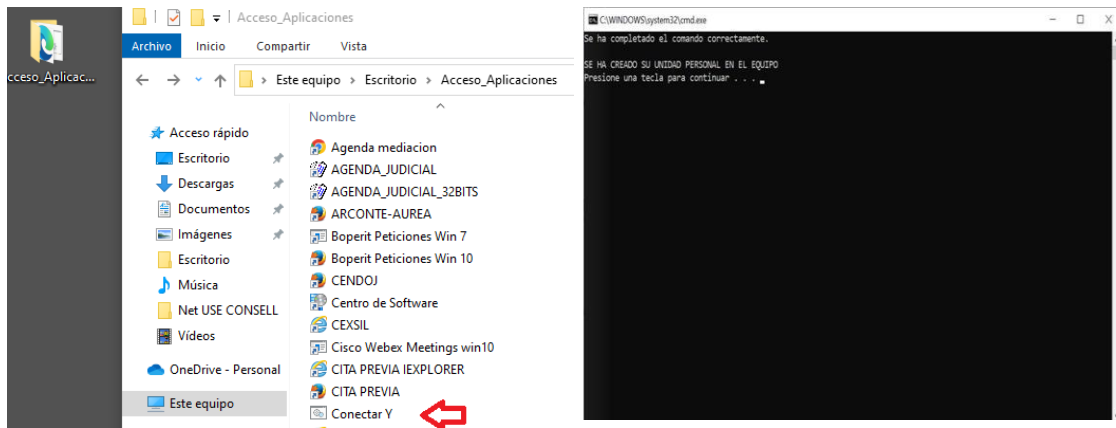 cceso_Aplicac...
Acceso_Aplicaciones
Archivo Inicio Compartir Vista
Este equipo > Escritorio > Acceso_Aplicaciones
Acceso rápido
Escritorio
Descargas
Documentos
Imágenes
Escritorio
Música
Net USE CONSELL
Vídeos
OneDrive - Personal
Este equipo
Nombre
Agenda mediacion
AGENDA_JUDICIAL
AGENDA_JUDICIAL_32BITS
ARCONTE-AUREA
Boperit Peticiones Win 7
Boperit Peticiones Win 10
CENDOJ
Centro de Software
CEXSIL
Cisco Webex Meetings win10
CITA PREVIA IEXPLORER
CITA PREVIA
Conectar Y
C:\WINDOWS\system32\cmd.exe
Se ha completado el comando correctamente.
SE HA CREADO SU UNIDAD PERSONAL EN EL EQUIPO
Presione una tecla para continuar . . .